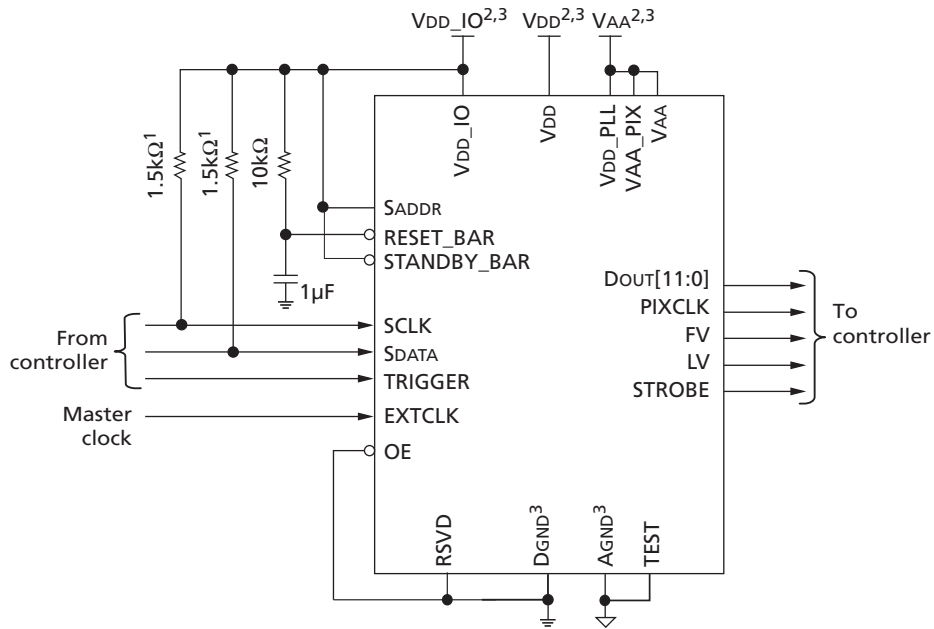 VDD_IO2,3
VDD2,3
VAA2,3
1.5kΩ1
1.5kΩ1
10kΩ
VDD_IO
VDD
VDD_PLL
VAA_PIX
VAA
SADDR
RESET_BAR
STANDBY_BAR
1µF
From
controller
SCLK
SDATA
TRIGGER
Master
clock
EXTCLK
OE
DOUT[11:0]
PIXCLK
FV
LV
STROBE
To
controller
RSVD
DGND3
AGND3
TEST